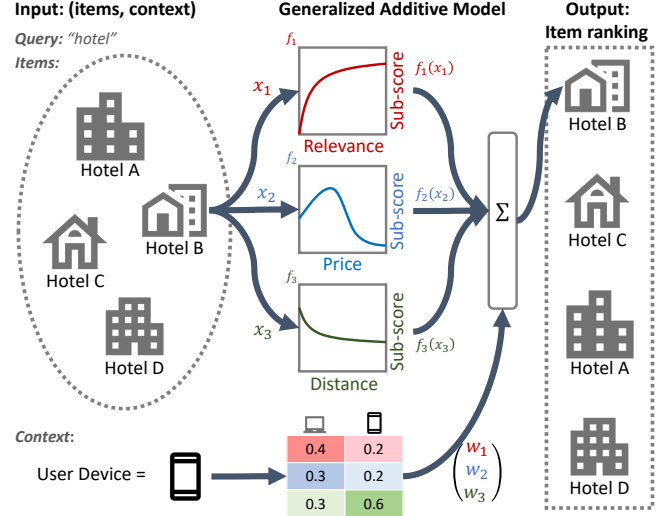 Input: (items, context)
Query: "hotel"
Items:
Hotel A
Hotel B
Hotel C
Hotel D
Generalized Additive Model
f1
x1
Sub-score
f1(x1)
Relevance
f2
x2
Sub-score
f2(x2)
Price
f3
x3
Sub-score
f3(x3)
Distance
Σ
Output:
Item ranking
Hotel B
Hotel C
Hotel A
Hotel D
Context:
User Device =
0.4 0.2
0.3 0.2
0.3 0.6
w1
w2
w3